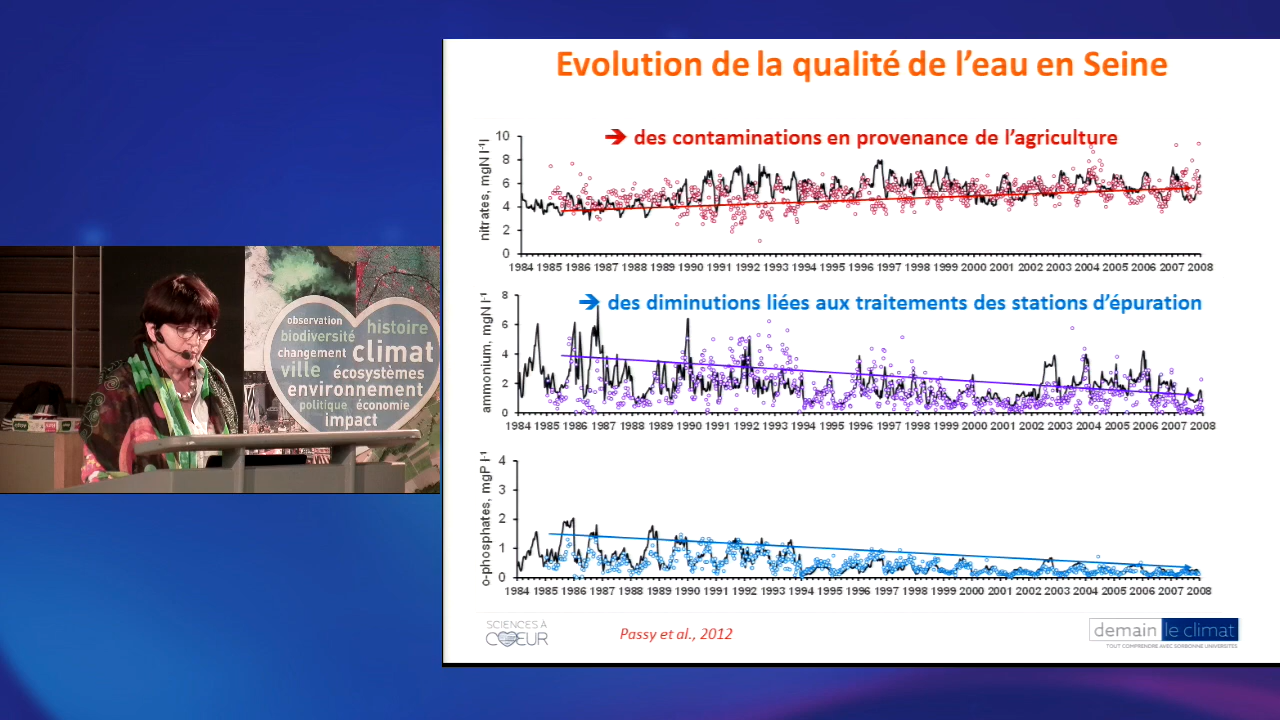 Evolution de la qualité de l'eau en Seine
➔ des contaminations en provenance de l'agriculture
nitrates, mgN l⁻¹l
10
8
6
4
2
0
1984 1985 1986 1987 1988 1989 1990 1991 1992 1993 1994 1995 1996 1997 1998 1999 2000 2001 2002 2003 2004 2005 2006 2007 2008
➔ des diminutions liées aux traitements des stations d'épuration
ammonium, mgN l⁻¹
8
6
4
2
0
1984 1985 1986 1987 1988 1989 1990 1991 1992 1993 1994 1995 1996 1997 1998 1999 2000 2001 2002 2003 2004 2005 2006 2007 2008
o-phosphates, mgP l⁻¹
4
3
2
1
0
1984 1985 1986 1987 1988 1989 1990 1991 1992 1993 1994 1995 1996 1997 1998 1999 2000 2001 2002 2003 2004 2005 2006 2007 2008
SCIENCES À
CŒUR
Passy et al., 2012
demain le climat
TOUT COMPRENDRE AVEC SORBONNE UNIVERSITÉS
observation
histoire
biodiversité
changement climat
ville écosystèmes
environnement
politique économie
impact